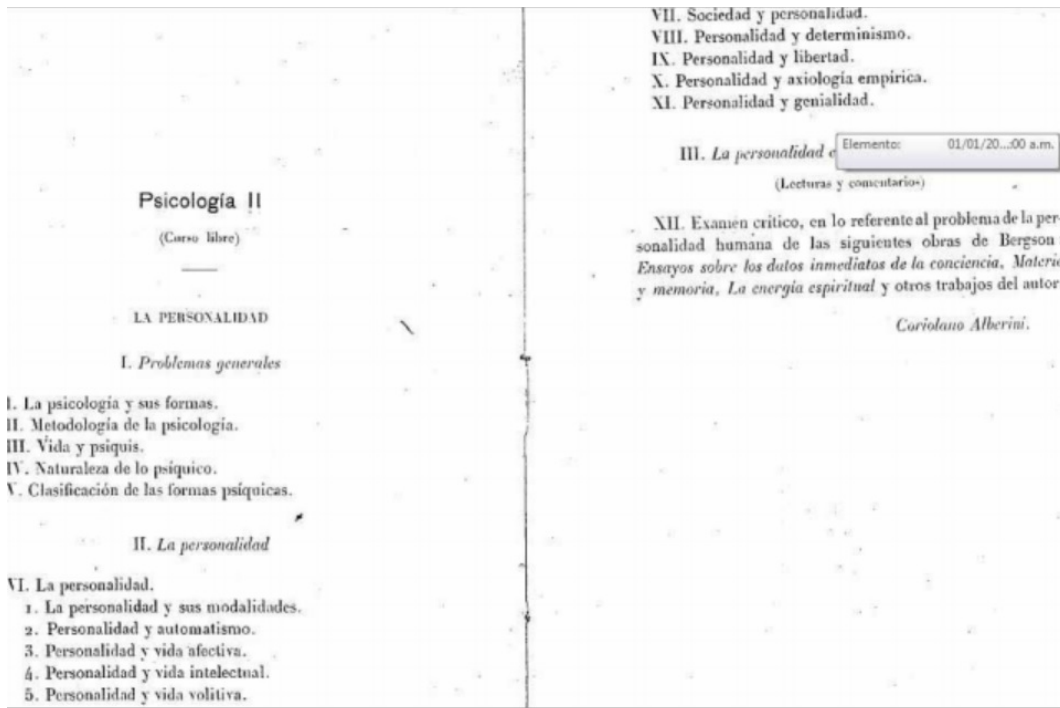 Psicología II
(Curso libre)
LA PERSONALIDAD
I. Problemas generales
I. La psicología y sus formas.
II. Metodología de la psicología.
III. Vida y psiquis.
IV. Naturaleza de lo psíquico.
V. Clasificación de las formas psíquicas.
II. La personalidad
VI. La personalidad.
1. La personalidad y sus modalidades.
2. Personalidad y automatismo.
3. Personalidad y vida afectiva.
4. Personalidad y vida intelectual.
5. Personalidad y vida volitiva.
VII. Sociedad y personalidad.
VIII. Personalidad y determinismo.
IX. Personalidad y libertad.
X. Personalidad y axiología empírica.
XI. Personalidad y genialidad.
III. La personalidad
Elemento: 01/01/20...:00 a.m.
(Lecturas y comentarios)
XII. Examen crítico, en lo referente al problema de la per-
sonalidad humana de las siguientes obras de Bergson
Ensayos sobre los datos inmediatos de la conciencia, Materia
y memoria, La energía espiritual y otros trabajos del autor
Coriolano Alberini.